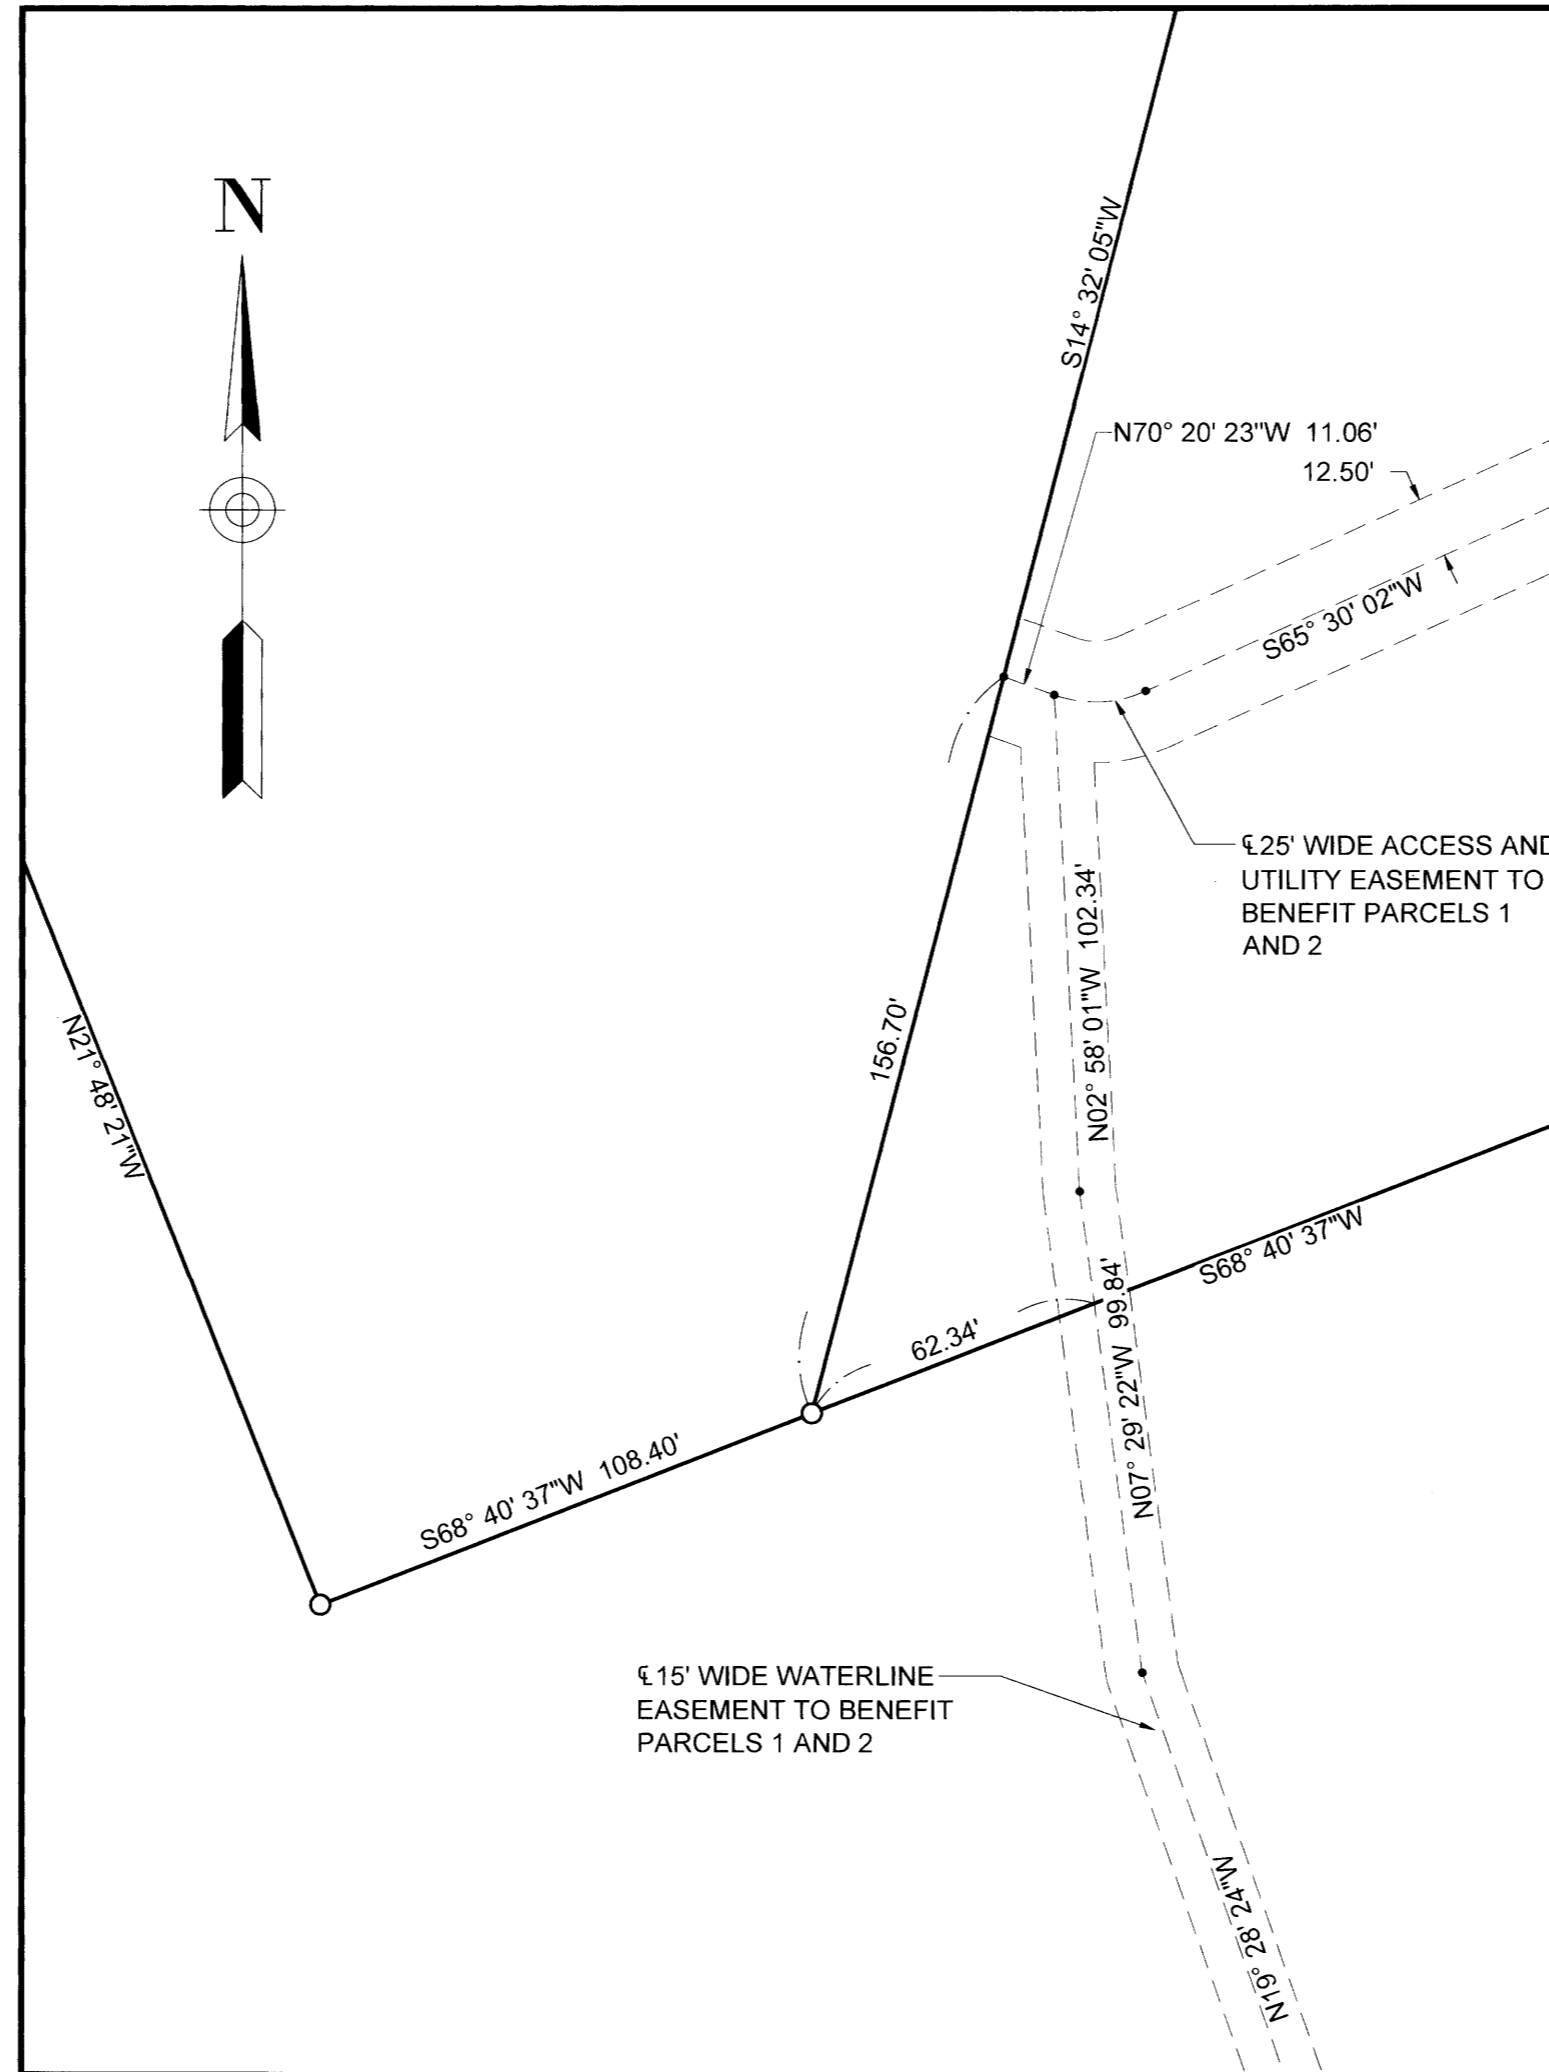 N
S14° 32' 05"W
N70° 20' 23"W 11.06'
12.50'
S65° 30' 02"W
℄25' WIDE ACCESS AND
UTILITY EASEMENT TO
BENEFIT PARCELS 1
AND 2
N02° 58' 01"W 102.34'
156.70'
N21° 48' 21"W
S68° 40' 37"W
62.34'
N07° 29' 22"W 99.84'
S68° 40' 37"W 108.40'
℄15' WIDE WATERLINE
EASEMENT TO BENEFIT
PARCELS 1 AND 2
N19° 28' 24"W